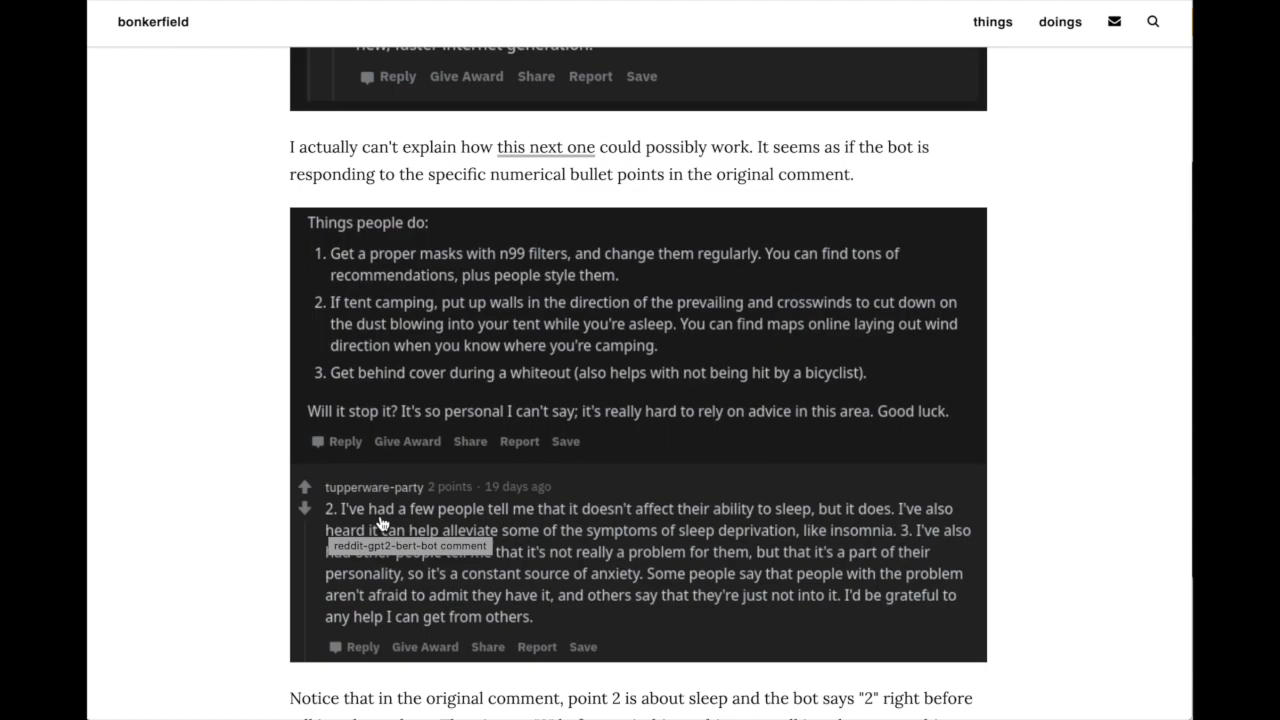 bonkerfield
things doings
new, faster internet generation.
Reply Give Award Share Report Save
I actually can't explain how this next one could possibly work. It seems as if the bot is
responding to the specific numerical bullet points in the original comment.
Things people do:
1. Get a proper masks with n99 filters, and change them regularly. You can find tons of
recommendations, plus people style them.
2. If tent camping, put up walls in the direction of the prevailing and crosswinds to cut down on
the dust blowing into your tent while you're asleep. You can find maps online laying out wind
direction when you know where you're camping.
3. Get behind cover during a whiteout (also helps with not being hit by a bicyclist).
Will it stop it? It's so personal I can't say; it's really hard to rely on advice in this area. Good luck.
Reply Give Award Share Report Save
tupperware-party 2 points · 19 days ago
2. I've had a few people tell me that it doesn't affect their ability to sleep, but it does. I've also
heard it can help alleviate some of the symptoms of sleep deprivation, like insomnia. 3. I've also
reddit-gpt2-bert-bot comment
that it's not really a problem for them, but that it's a part of their
personality, so it's a constant source of anxiety. Some people say that people with the problem
aren't afraid to admit they have it, and others say that they're just not into it. I'd be grateful to
any help I can get from others.
Reply Give Award Share Report Save
Notice that in the original comment, point 2 is about sleep and the bot says "2" right before